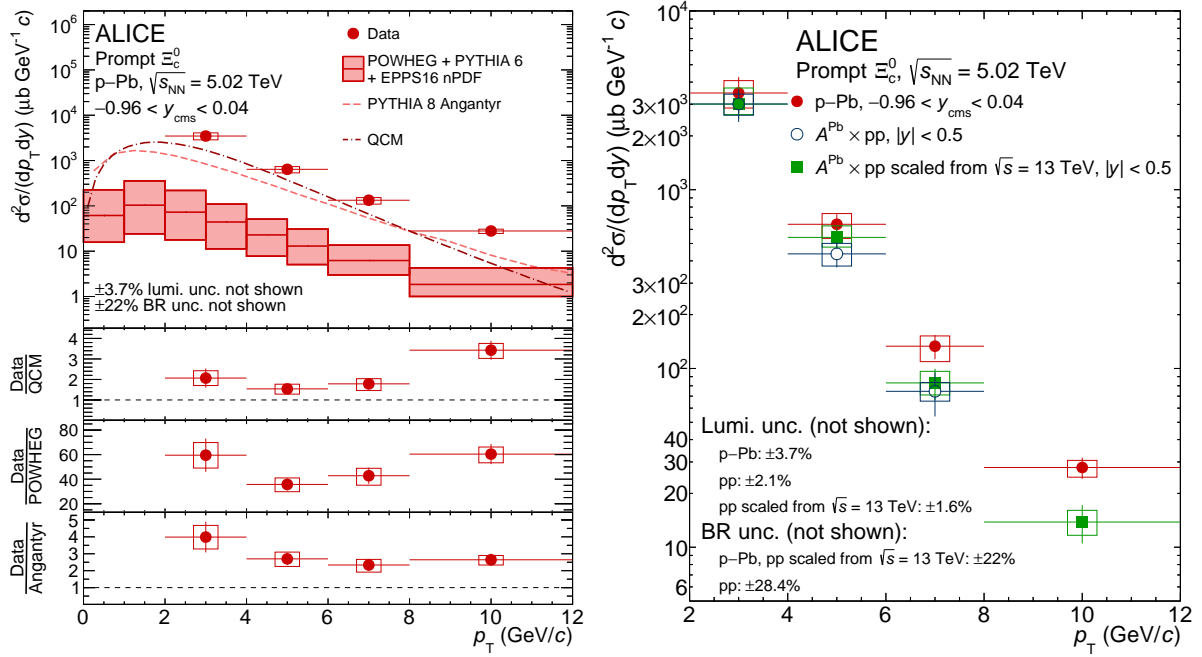 ALICE
Prompt Ξc⁰
p−Pb, √sNN = 5.02 TeV
−0.96 < ycms < 0.04
Data
POWHEG + PYTHIA 6
+ EPPS16 nPDF
PYTHIA 8 Angantyr
QCM
d²σ/(dpTdy) (μb GeV⁻¹ c)
10⁶
10⁵
10⁴
10³
10²
10
1
±3.7% lumi. unc. not shown
±22% BR unc. not shown
Data
QCM
4
3
2
1
Data
POWHEG
80
60
40
20
Data
Angantyr
5
4
3
2
1
0 2 4 6 8 10 12
pT (GeV/c)
ALICE
Prompt Ξc⁰, √sNN = 5.02 TeV
p−Pb, −0.96 < ycms < 0.04
A^Pb × pp, |y| < 0.5
A^Pb × pp scaled from √s = 13 TeV, |y| < 0.5
d²σ/(dpTdy) (μb GeV⁻¹ c)
10⁴
3×10³
2×10³
10³
3×10²
2×10²
10²
30
20
10
5
Lumi. unc. (not shown):
p−Pb: ±3.7%
pp: ±2.1%
pp scaled from √s = 13 TeV: ±1.6%
BR unc. (not shown):
p−Pb, pp scaled from √s = 13 TeV: ±22%
pp: ±28.4%
2 4 6 8 10 12
pT (GeV/c)